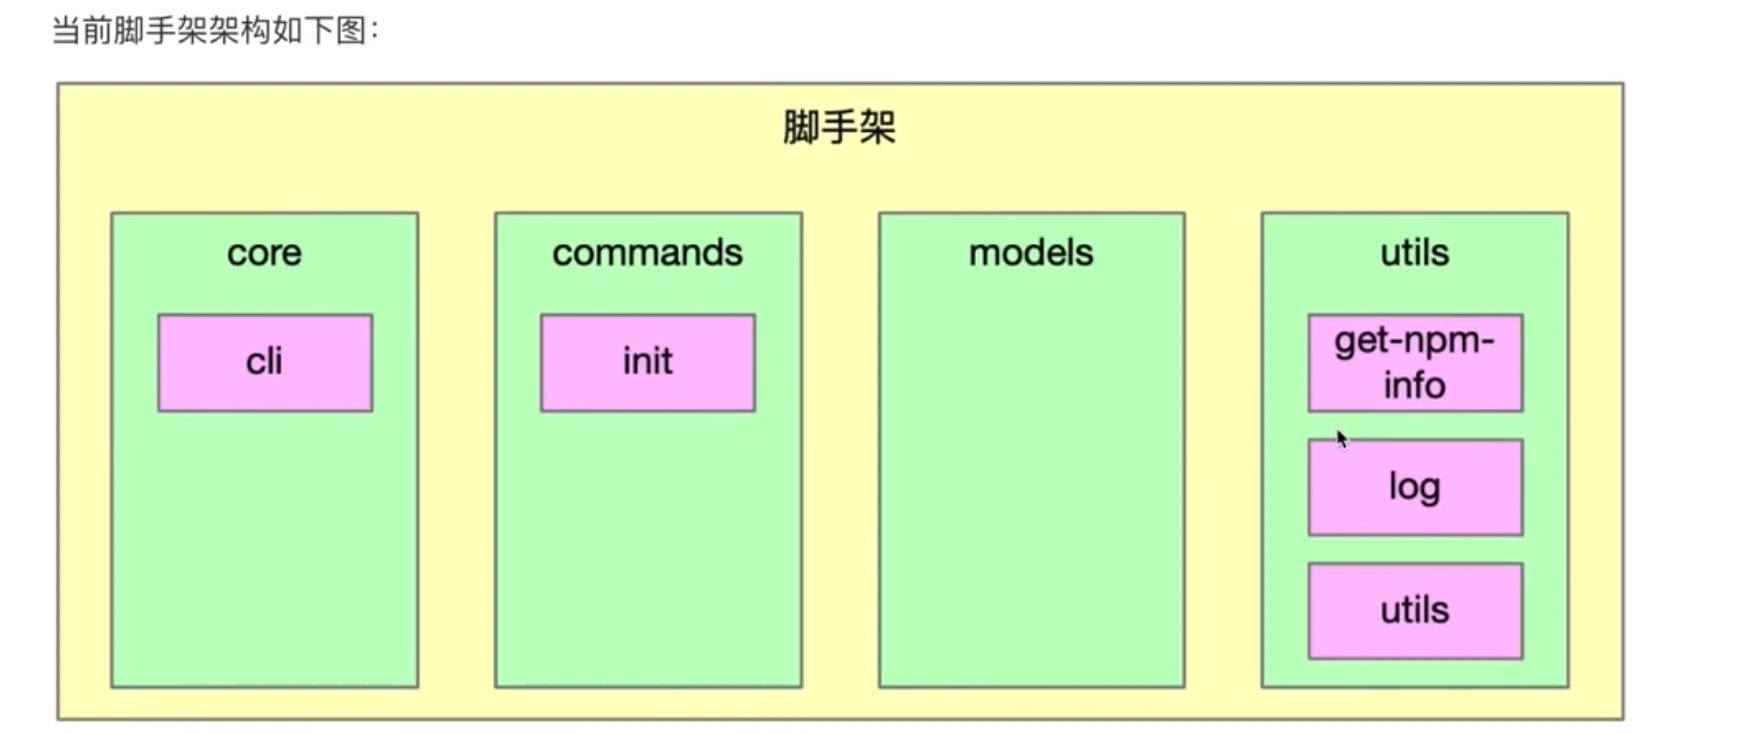 当前脚手架架构如下图：
脚手架
core
cli
commands
init
models
utils
get-npm-
info
log
utils